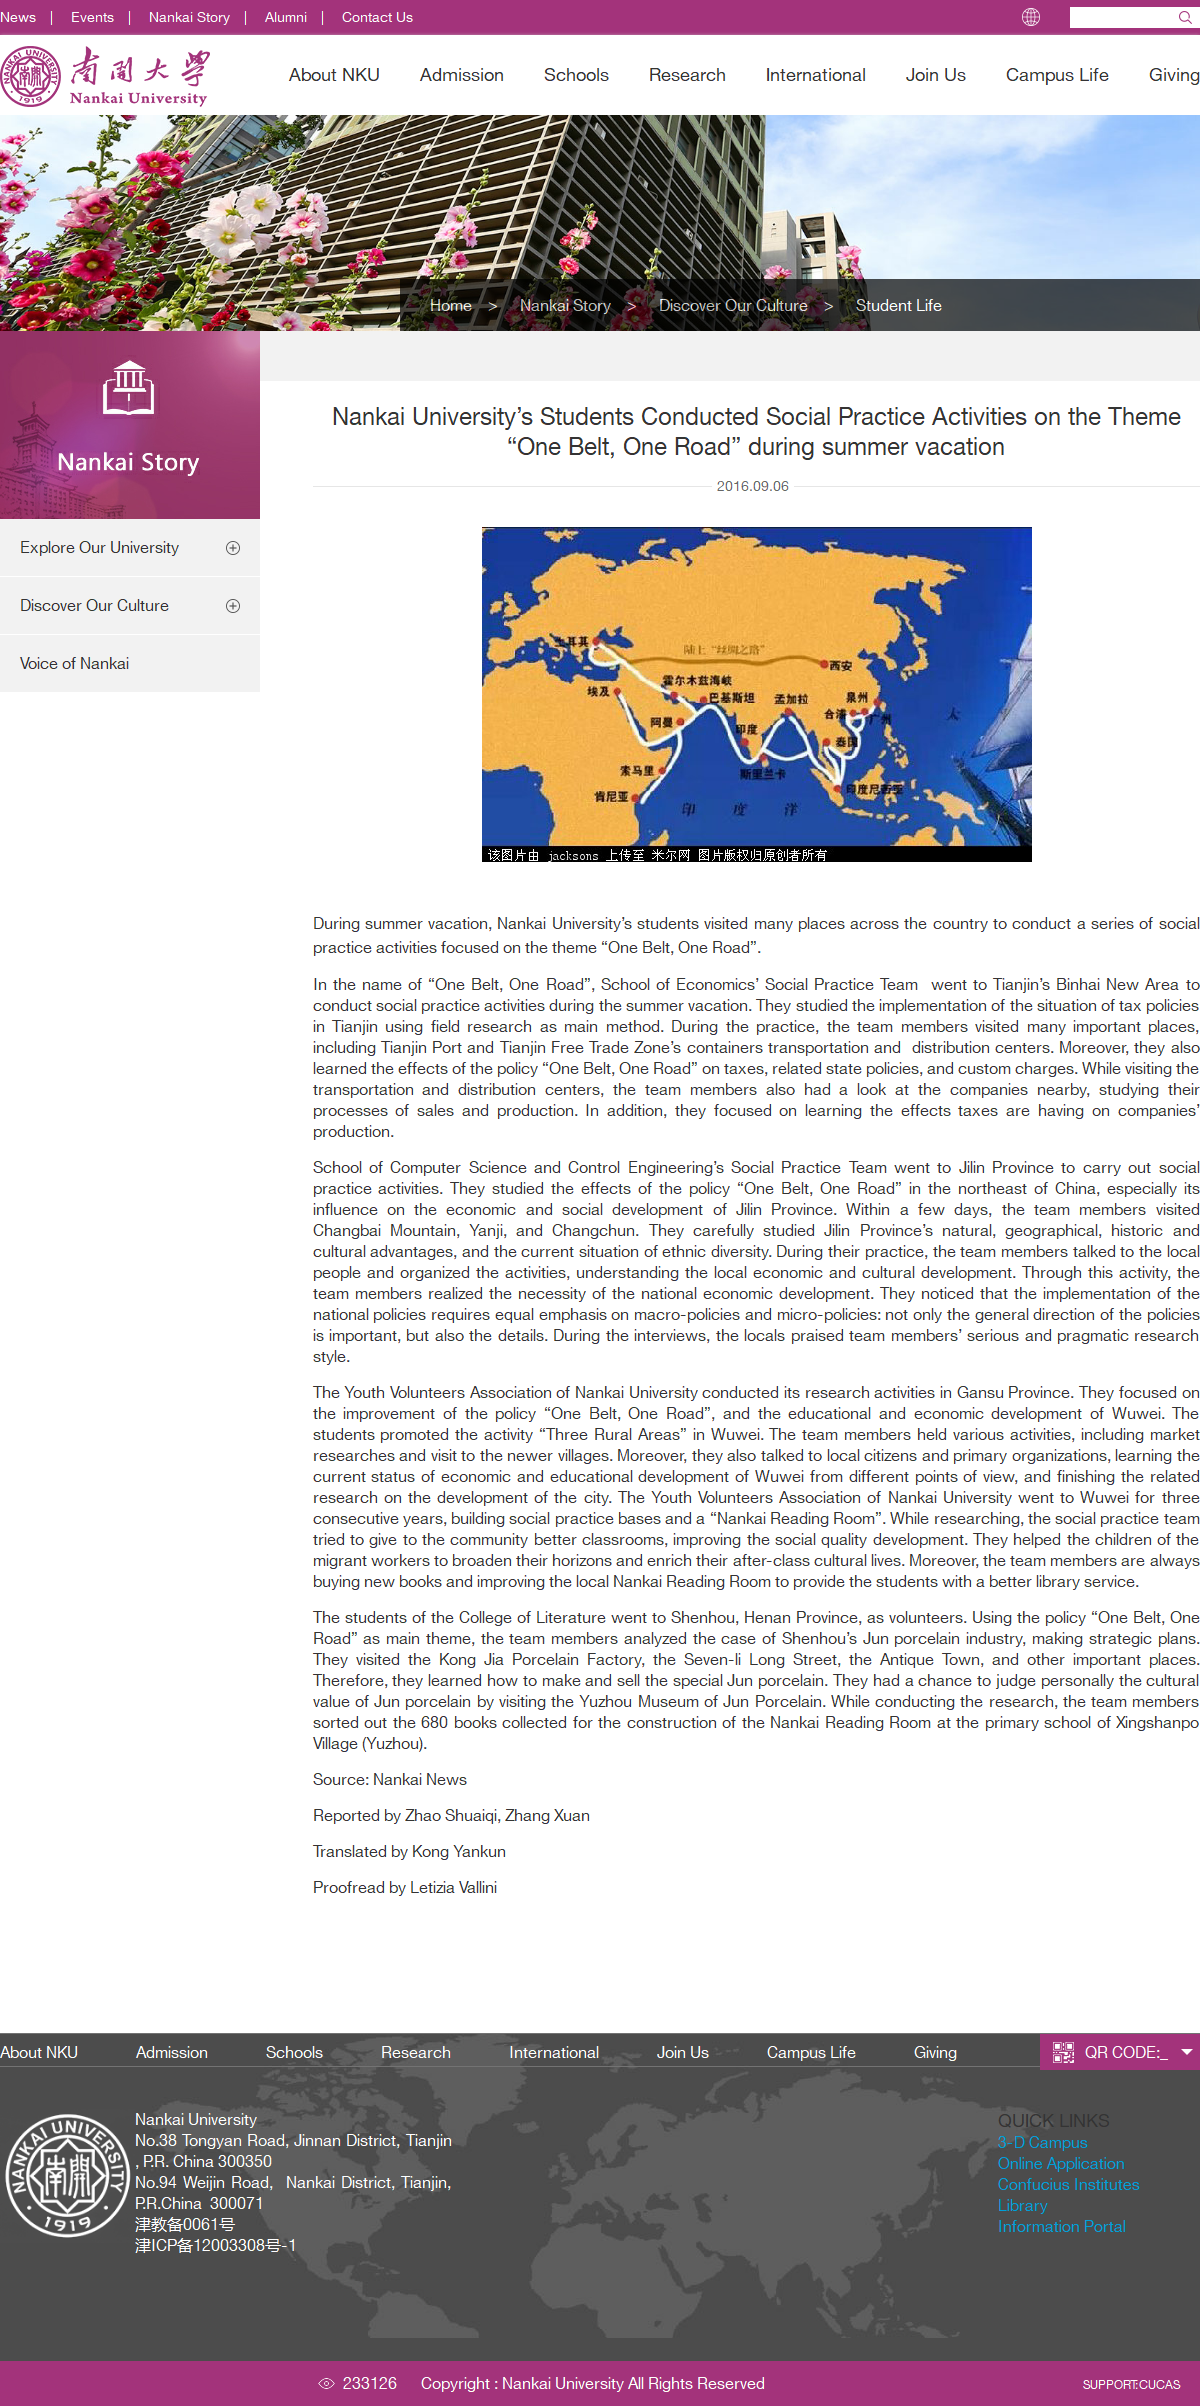 News | Events | Nankai Story | Alumni | Contact Us
NANKAI UNIVERSITY 1919
南開大學
Nankai University
About NKU Admission Schools Research International Join Us Campus Life Giving
Home > Nankai Story > Discover Our Culture > Student Life
Nankai Story
Explore Our University
Discover Our Culture
Voice of Nankai
Nankai University’s Students Conducted Social Practice Activities on the Theme
“One Belt, One Road” during summer vacation
2016.09.06
土耳其
陆上“丝绸之路”
西安
埃及
霍尔木兹海峡
巴基斯坦
孟加拉
泉州
合浦
广州
太
阿曼
印度
泰国
索马里
斯里兰卡
肯尼亚
印度尼西亚
印 度 洋
该图片由 jacksons 上传至 米尔网 图片版权归原创者所有
During summer vacation, Nankai University’s students visited many places across the country to conduct a series of social
practice activities focused on the theme “One Belt, One Road”.
In the name of “One Belt, One Road”, School of Economics’ Social Practice Team went to Tianjin’s Binhai New Area to
conduct social practice activities during the summer vacation. They studied the implementation of the situation of tax policies
in Tianjin using field research as main method. During the practice, the team members visited many important places,
including Tianjin Port and Tianjin Free Trade Zone’s containers transportation and distribution centers. Moreover, they also
learned the effects of the policy “One Belt, One Road” on taxes, related state policies, and custom charges. While visiting the
transportation and distribution centers, the team members also had a look at the companies nearby, studying their
processes of sales and production. In addition, they focused on learning the effects taxes are having on companies’
production.
School of Computer Science and Control Engineering’s Social Practice Team went to Jilin Province to carry out social
practice activities. They studied the effects of the policy “One Belt, One Road” in the northeast of China, especially its
influence on the economic and social development of Jilin Province. Within a few days, the team members visited
Changbai Mountain, Yanji, and Changchun. They carefully studied Jilin Province’s natural, geographical, historic and
cultural advantages, and the current situation of ethnic diversity. During their practice, the team members talked to the local
people and organized the activities, understanding the local economic and cultural development. Through this activity, the
team members realized the necessity of the national economic development. They noticed that the implementation of the
national policies requires equal emphasis on macro-policies and micro-policies: not only the general direction of the policies
is important, but also the details. During the interviews, the locals praised team members’ serious and pragmatic research
style.
The Youth Volunteers Association of Nankai University conducted its research activities in Gansu Province. They focused on
the improvement of the policy “One Belt, One Road”, and the educational and economic development of Wuwei. The
students promoted the activity “Three Rural Areas” in Wuwei. The team members held various activities, including market
researches and visit to the newer villages. Moreover, they also talked to local citizens and primary organizations, learning the
current status of economic and educational development of Wuwei from different points of view, and finishing the related
research on the development of the city. The Youth Volunteers Association of Nankai University went to Wuwei for three
consecutive years, building social practice bases and a “Nankai Reading Room”. While researching, the social practice team
tried to give to the community better classrooms, improving the social quality development. They helped the children of the
migrant workers to broaden their horizons and enrich their after-class cultural lives. Moreover, the team members are always
buying new books and improving the local Nankai Reading Room to provide the students with a better library service.
The students of the College of Literature went to Shenhou, Henan Province, as volunteers. Using the policy “One Belt, One
Road” as main theme, the team members analyzed the case of Shenhou’s Jun porcelain industry, making strategic plans.
They visited the Kong Jia Porcelain Factory, the Seven-li Long Street, the Antique Town, and other important places.
Therefore, they learned how to make and sell the special Jun porcelain. They had a chance to judge personally the cultural
value of Jun porcelain by visiting the Yuzhou Museum of Jun Porcelain. While conducting the research, the team members
sorted out the 680 books collected for the construction of the Nankai Reading Room at the primary school of Xingshanpo
Village (Yuzhou).
Source: Nankai News
Reported by Zhao Shuaiqi, Zhang Xuan
Translated by Kong Yankun
Proofread by Letizia Vallini
About NKU Admission Schools Research International Join Us Campus Life Giving QR CODE:_
NANKAI UNIVERSITY 1919
Nankai University
No.38 Tongyan Road, Jinnan District, Tianjin
, P.R. China 300350
No.94 Weijin Road, Nankai District, Tianjin,
P.R.China 300071
津教备0061号
津ICP备12003308号-1
QUICK LINKS
3-D Campus
Online Application
Confucius Institutes
Library
Information Portal
233126 Copyright : Nankai University All Rights Reserved
SUPPORT:CUCAS